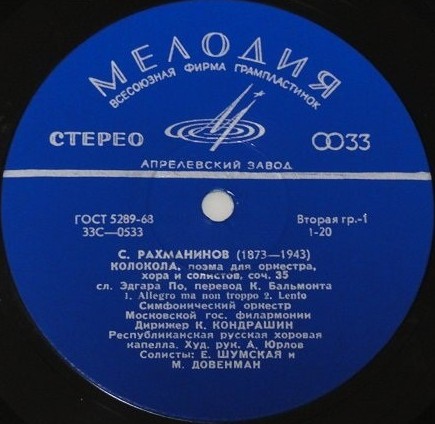 МЕЛОДИЯ
ВСЕСОЮЗНАЯ ФИРМА ГРАМПЛАСТИНОК
СТЕРЕО
33
АПРЕЛЕВСКИЙ ЗАВОД
ГОСТ 5289-68 Вторая гр.-1
33С—0533 1-20
С. РАХМАНИНОВ (1873—1943)
КОЛОКОЛА, поэма для оркестра,
хора и солистов, соч. 35
сл. Эдгара По, перевод К. Бальмонта
1. Allegro ma non troppo 2. Lento
Симфонический оркестр
Московской гос. филармонии
Дирижер К. КОНДРАШИН
Республиканская русская хоровая
капелла. Худ. рук. А. Юрлов
Солисты: Е. ШУМСКАЯ и
М. ДОВЕНМАН